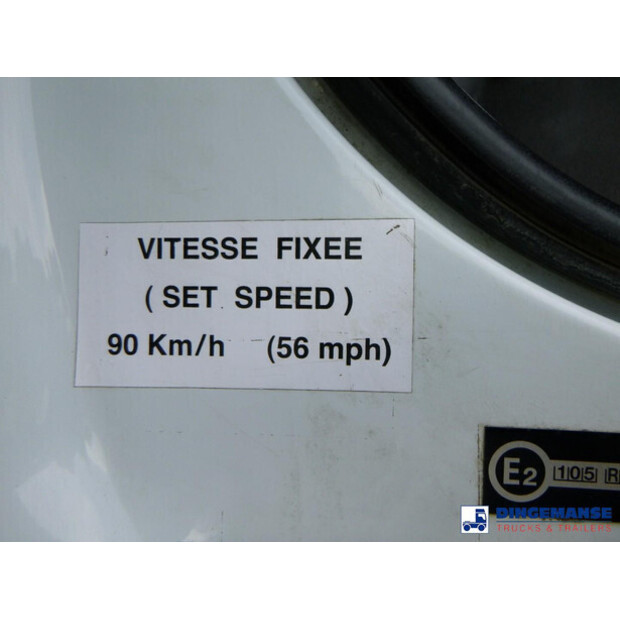 VITESSE FIXEE
( SET SPEED )
90 Km/h (56 mph)
E2 105 R
DINGEMANSE
TRUCKS & TRAILERS